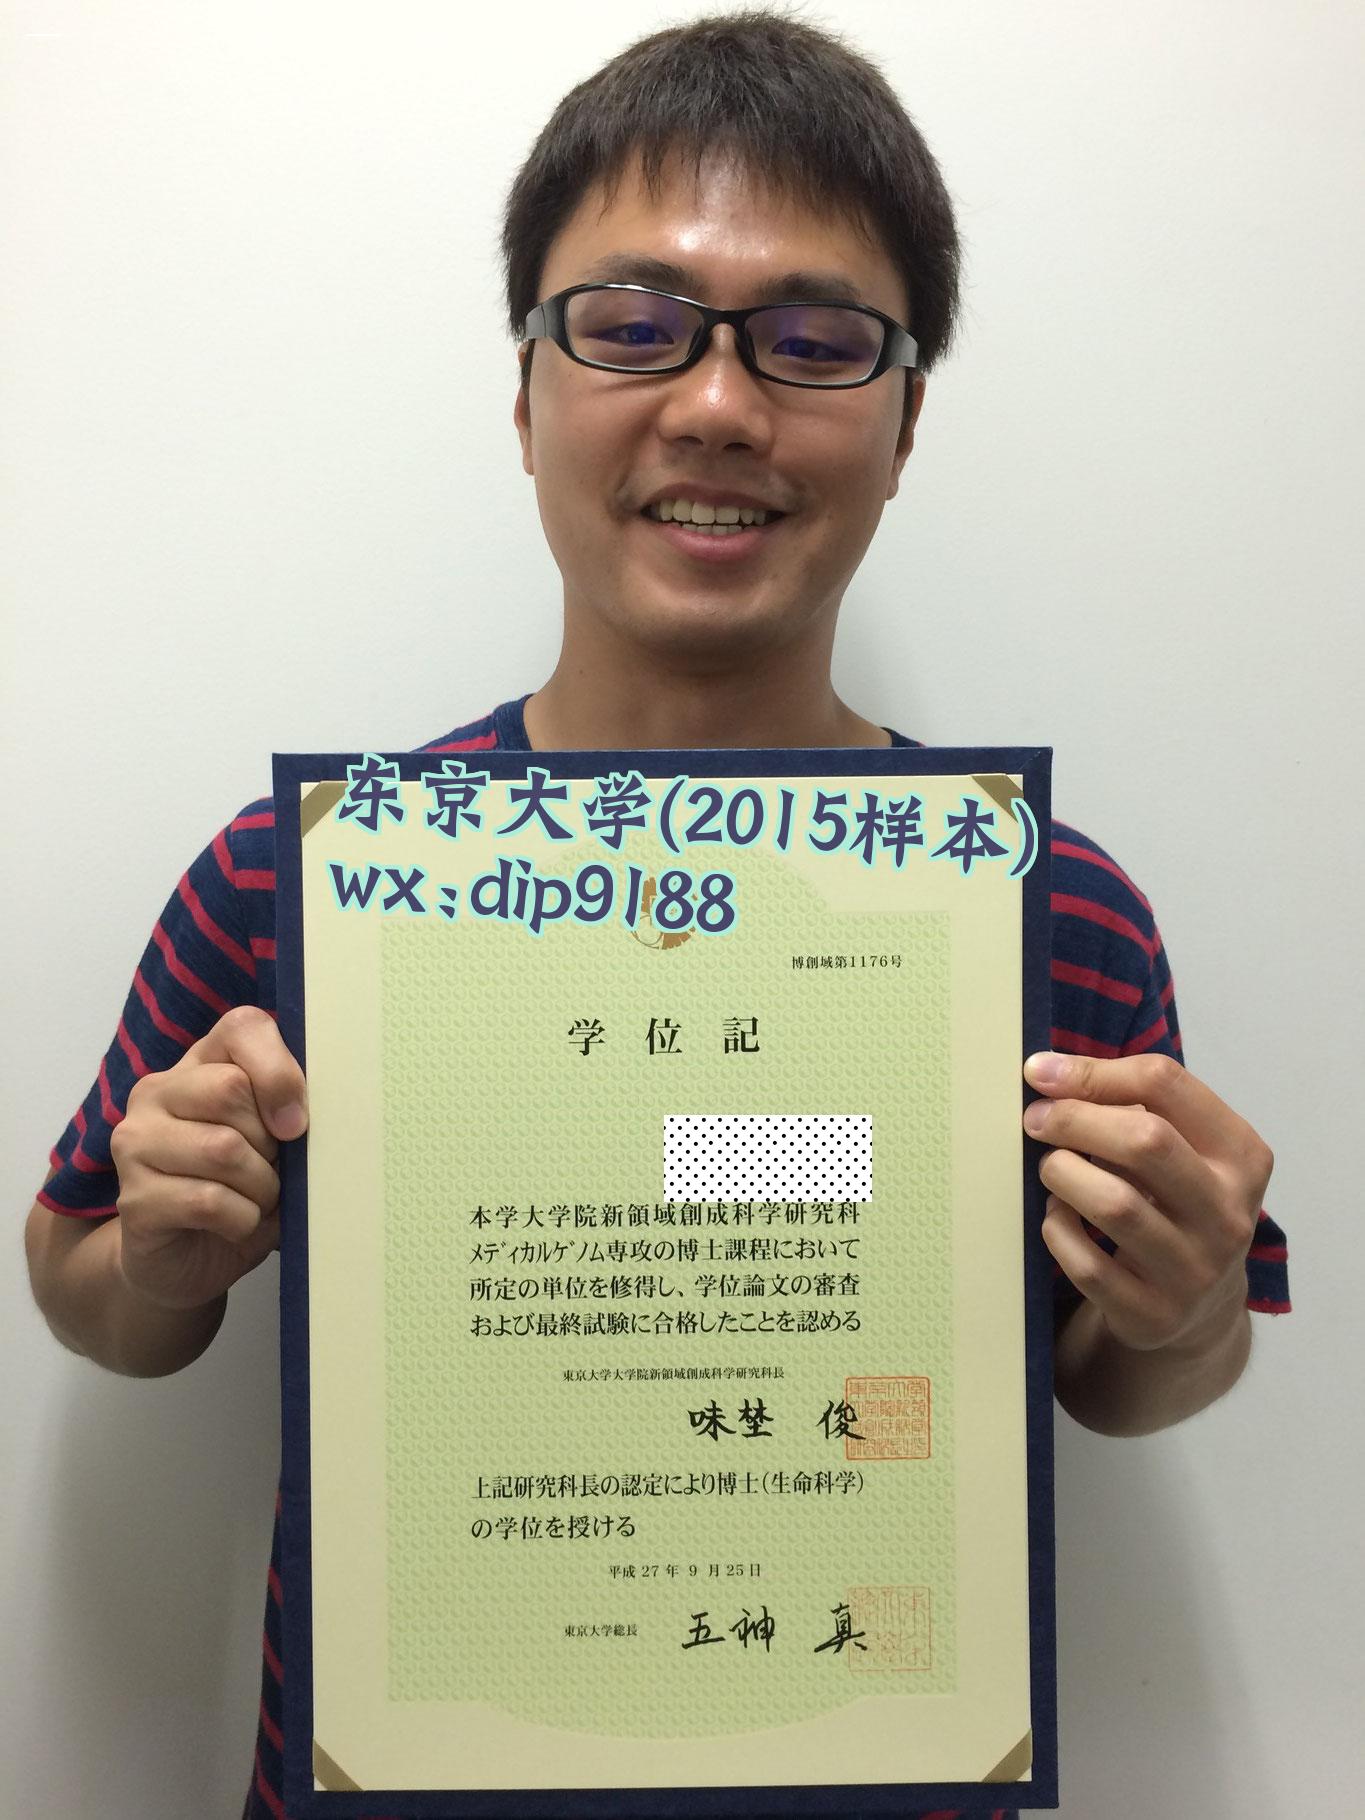 东京大学(2015样本)
wx:dip9188
博創域第1176号
学位記
本学大学院新領域創成科学研究科
メディカルゲノム専攻の博士課程において
所定の単位を修得し、学位論文の審査
および最終試験に合格したことを認める
東京大学大学院新領域創成科学研究科長
味埜 俊
上記研究科長の認定により博士(生命科学)
の学位を授ける
平成27年9月25日
東京大学総長
五神 真